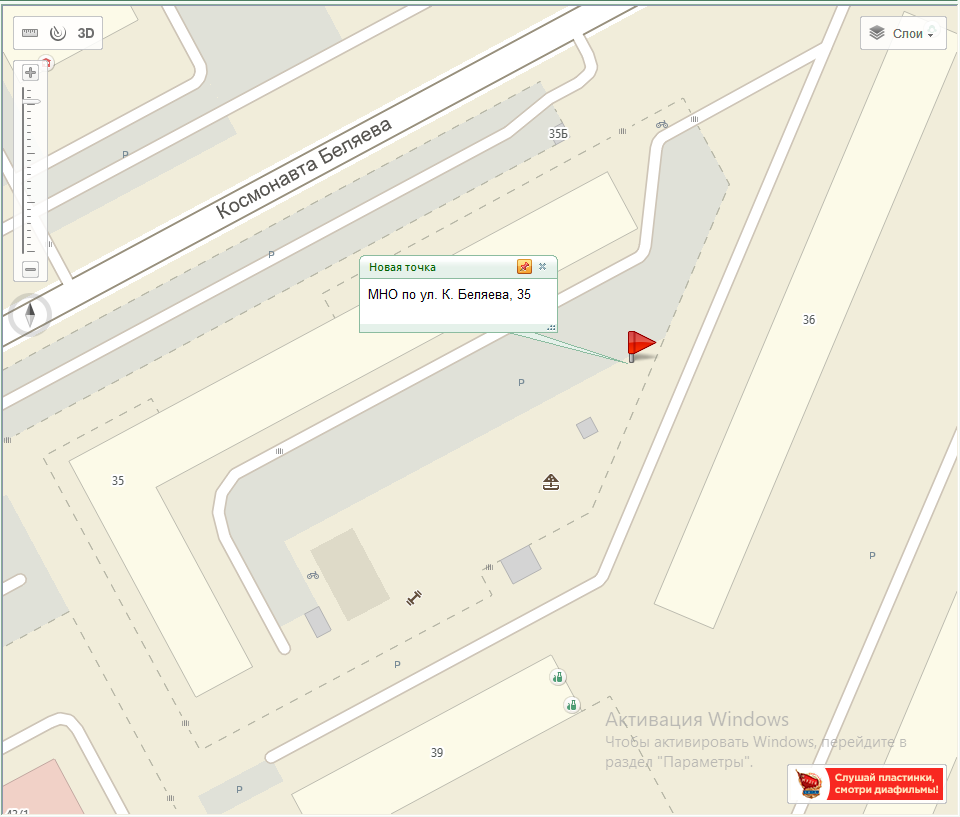 3D
Слои
Космонавта Беляева
35Б
P
P
Новая точка
МНО по ул. К. Беляева, 35
36
P
35
P
P
39
P
Активация Windows
Чтобы активировать Windows, перейдите в
раздел "Параметры".
Слушай пластинки,
смотри диафильмы!